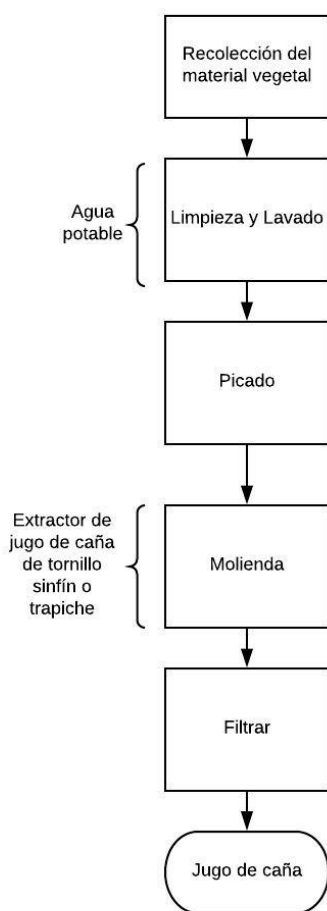 Recolección del
material vegetal
Agua
potable
Limpieza y Lavado
Picado
Extractor de
jugo de caña
de tornillo
sinfín o
trapiche
Molienda
Filtrar
Jugo de caña